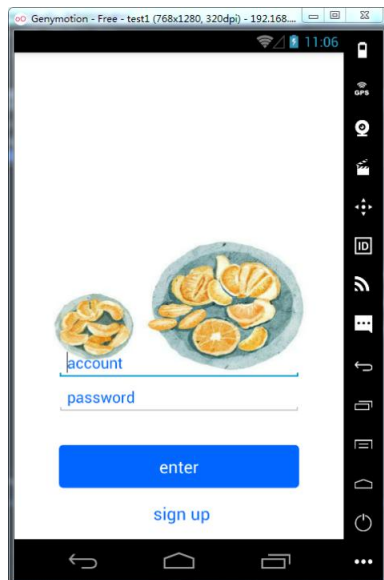 Genymotion - Free - test1 (768x1280, 320dpi) - 192.168....
11:06
GPS
ID
account
password
enter
sign up